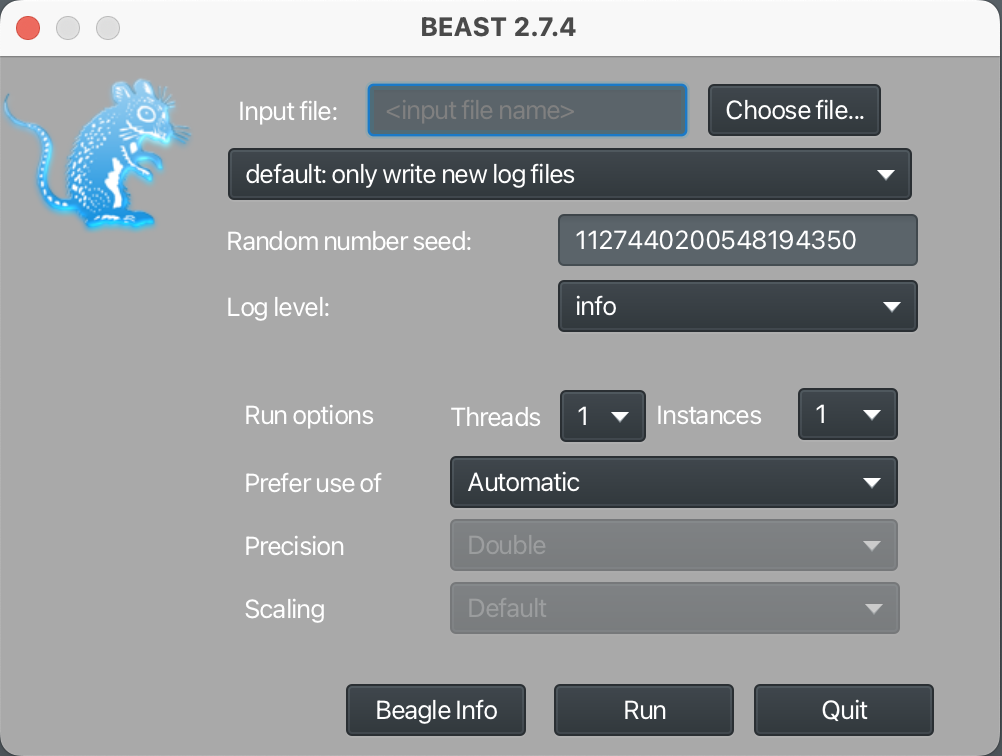 BEAST 2.7.4
Input file: <input file name> Choose file...
default: only write new log files
Random number seed: 1127440200548194350
Log level: info
Run options Threads 1 Instances 1
Prefer use of Automatic
Precision Double
Scaling Default
Beagle Info Run Quit